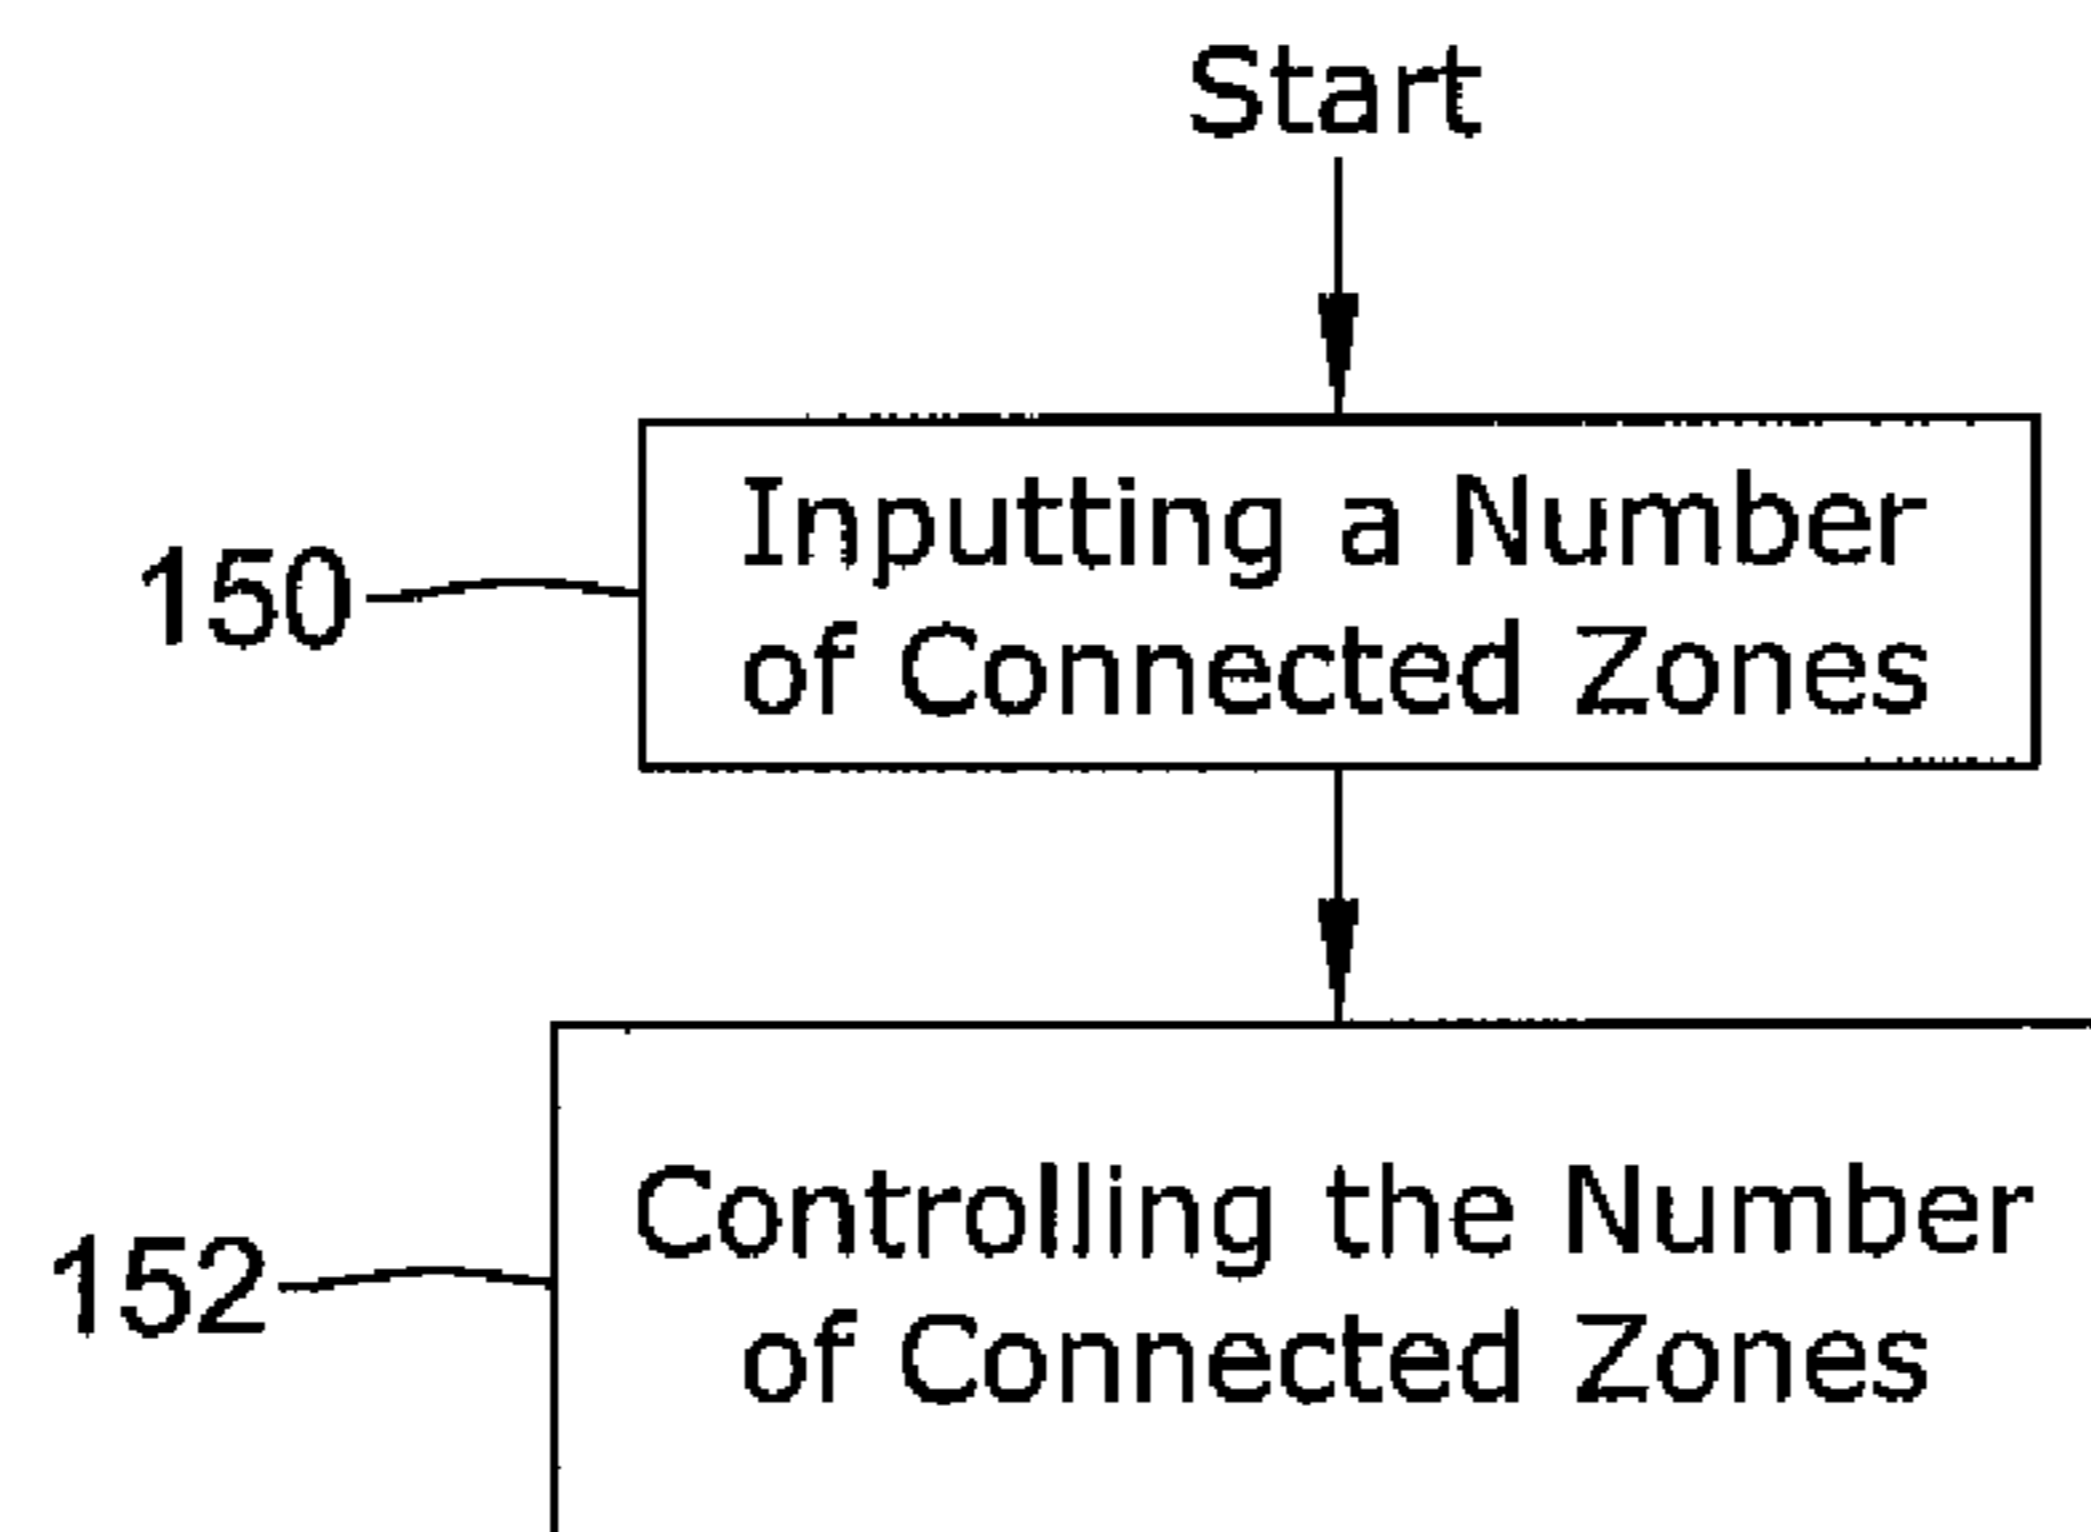 Start
150
Inputting a Number
of Connected Zones
152
Controlling the Number
of Connected Zones